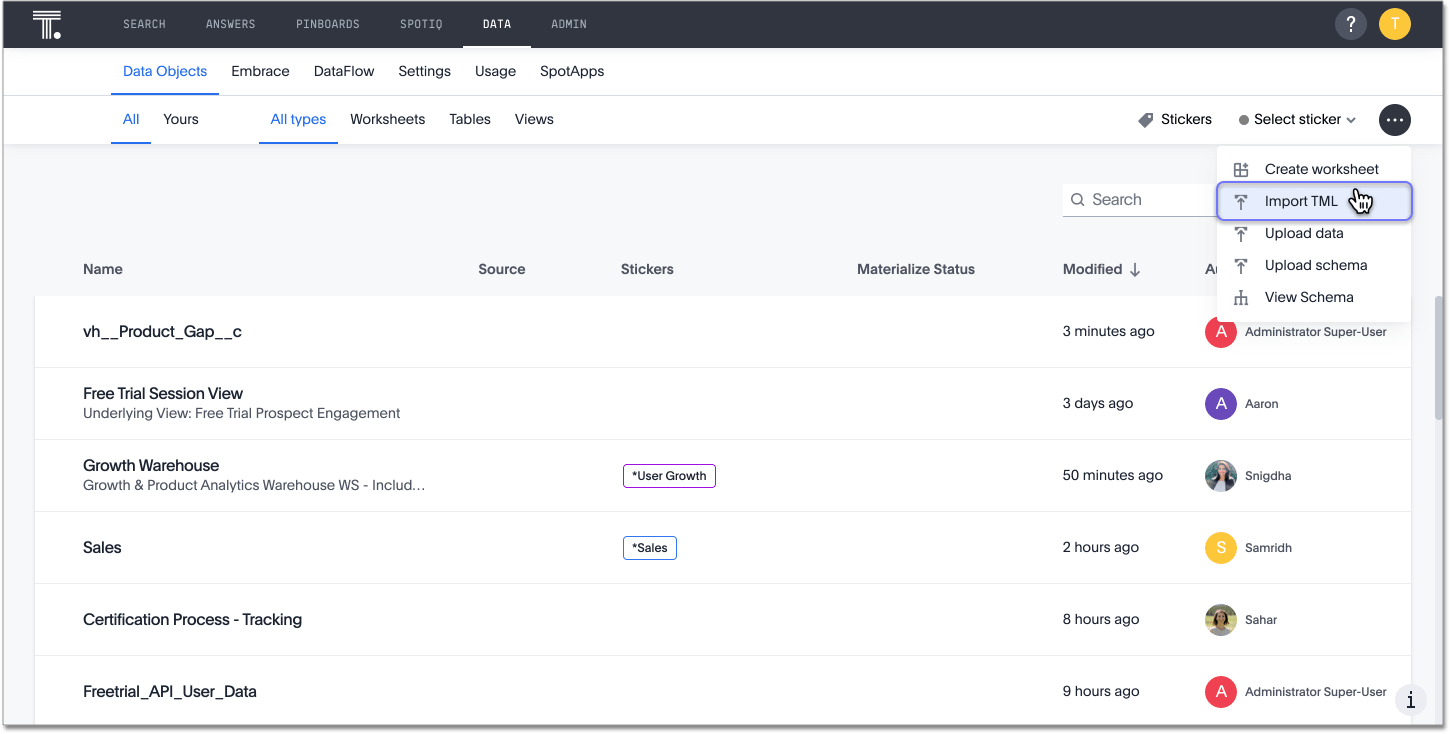 T.
SEARCH ANSWERS PINBOARDS SPOTIQ DATA ADMIN ? T
Data Objects Embrace DataFlow Settings Usage SpotApps
All Yours All types Worksheets Tables Views Stickers Select sticker ...
Create worksheet
Search Import TML
Upload data
Upload schema
Name Source Stickers Materialize Status Modified
View Schema
vh__Product_Gap__c 3 minutes ago A Administrator Super-User
Free Trial Session View
Underlying View: Free Trial Prospect Engagement
3 days ago A Aaron
Growth Warehouse
Growth & Product Analytics Warehouse WS - Includ...
*User Growth 50 minutes ago Snigdha
Sales *Sales 2 hours ago S Samridh
Certification Process - Tracking 8 hours ago Sahar
Freetrial_API_User_Data 9 hours ago A Administrator Super-User
i